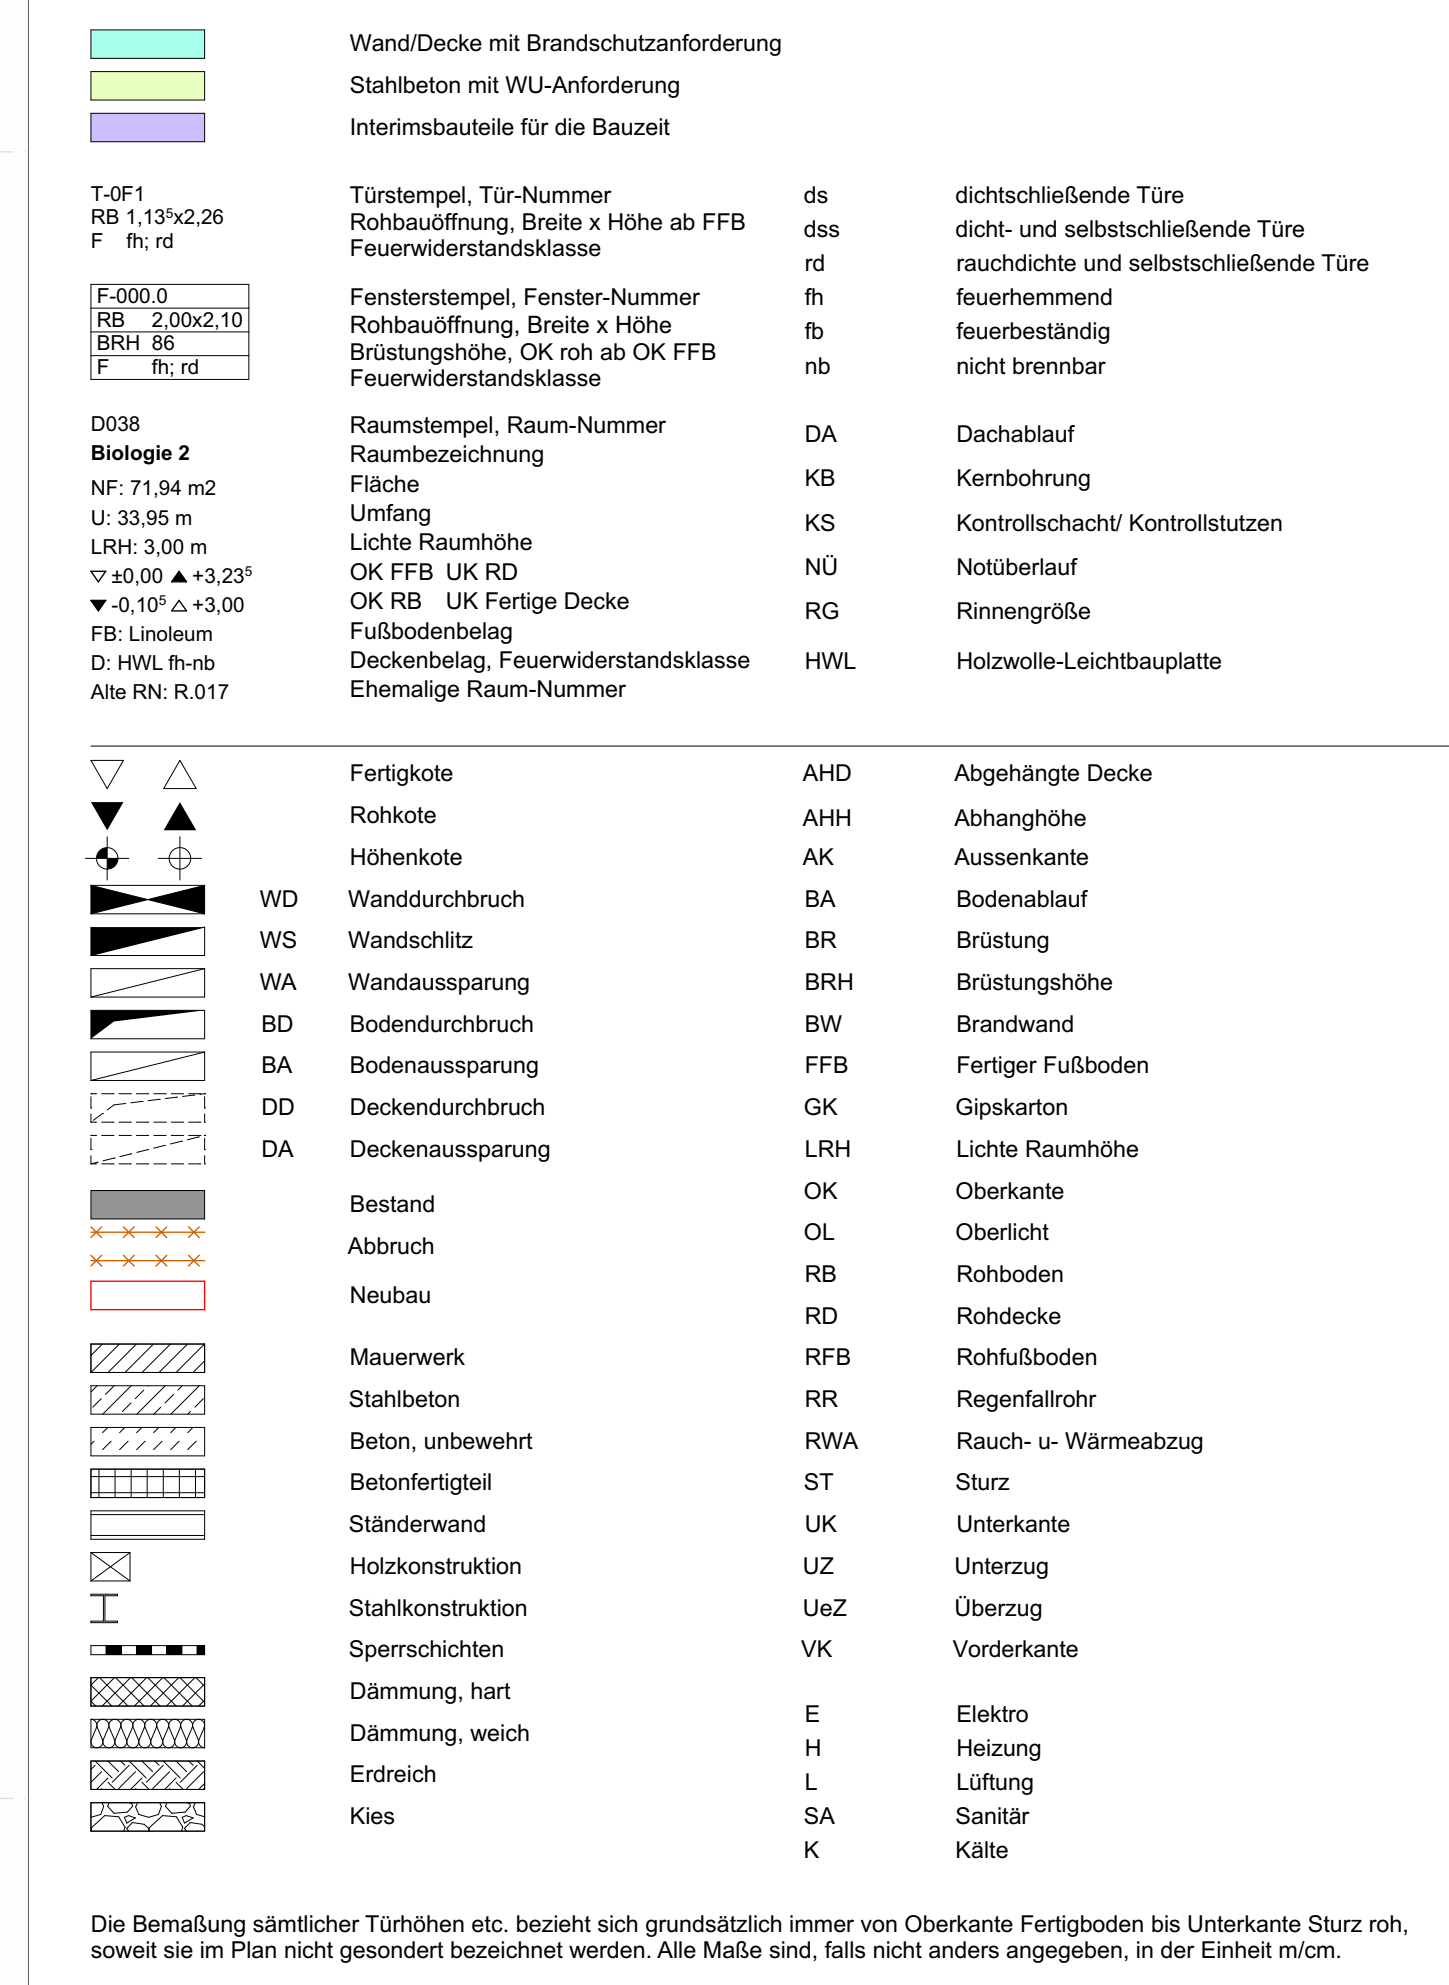 Wand/Decke mit Brandschutzanforderung
Stahlbeton mit WU-Anforderung
Interimsbauteile für die Bauzeit
T-0F1
RB 1,13⁵x2,26
F fh; rd
Türstempel, Tür-Nummer
Rohbauöffnung, Breite x Höhe ab FFB
Feuerwiderstandsklasse
F-000.0
RB 2,00x2,10
BRH 86
F fh; rd
Fensterstempel, Fenster-Nummer
Rohbauöffnung, Breite x Höhe
Brüstungshöhe, OK roh ab OK FFB
Feuerwiderstandsklasse
D038
Biologie 2
NF: 71,94 m2
U: 33,95 m
LRH: 3,00 m
▽ ±0,00 ▲ +3,23⁵
▼ -0,10⁵ △ +3,00
FB: Linoleum
D: HWL fh-nb
Alte RN: R.017
Raumstempel, Raum-Nummer
Raumbezeichnung
Fläche
Umfang
Lichte Raumhöhe
OK FFB UK RD
OK RB UK Fertige Decke
Fußbodenbelag
Deckenbelag, Feuerwiderstandsklasse
Ehemalige Raum-Nummer
ds dichtschließende Türe
dss dicht- und selbstschließende Türe
rd rauchdichte und selbstschließende Türe
fh feuerhemmend
fb feuerbeständig
nb nicht brennbar
DA Dachablauf
KB Kernbohrung
KS Kontrollschacht/ Kontrollstutzen
NÜ Notüberlauf
RG Rinnengröße
HWL Holzwolle-Leichtbauplatte
Fertigkote
Rohkote
Höhenkote
WD Wanddurchbruch
WS Wandschlitz
WA Wandaussparung
BD Bodendurchbruch
BA Bodenaussparung
DD Deckendurchbruch
DA Deckenaussparung
Bestand
Abbruch
Neubau
Mauerwerk
Stahlbeton
Beton, unbewehrt
Betonfertigteil
Ständerwand
Holzkonstruktion
Stahlkonstruktion
Sperrschichten
Dämmung, hart
Dämmung, weich
Erdreich
Kies
AHD Abgehängte Decke
AHH Abhanghöhe
AK Aussenkante
BA Bodenablauf
BR Brüstung
BRH Brüstungshöhe
BW Brandwand
FFB Fertiger Fußboden
GK Gipskarton
LRH Lichte Raumhöhe
OK Oberkante
OL Oberlicht
RB Rohboden
RD Rohdecke
RFB Rohfußboden
RR Regenfallrohr
RWA Rauch- u- Wärmeabzug
ST Sturz
UK Unterkante
UZ Unterzug
UeZ Überzug
VK Vorderkante
E Elektro
H Heizung
L Lüftung
SA Sanitär
K Kälte
Die Bemaßung sämtlicher Türhöhen etc. bezieht sich grundsätzlich immer von Oberkante Fertigboden bis Unterkante Sturz roh,
soweit sie im Plan nicht gesondert bezeichnet werden. Alle Maße sind, falls nicht anders angegeben, in der Einheit m/cm.